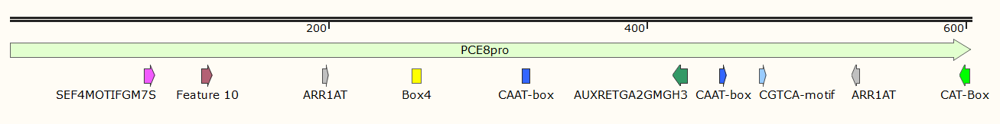 200 400 600
PCE8pro
SEF4MOTIFGM7S Feature 10 ARR1AT Box4 CAAT-box AUXRETGA2GMGH3 CAAT-box CGTCA-motif ARR1AT CAT-Box